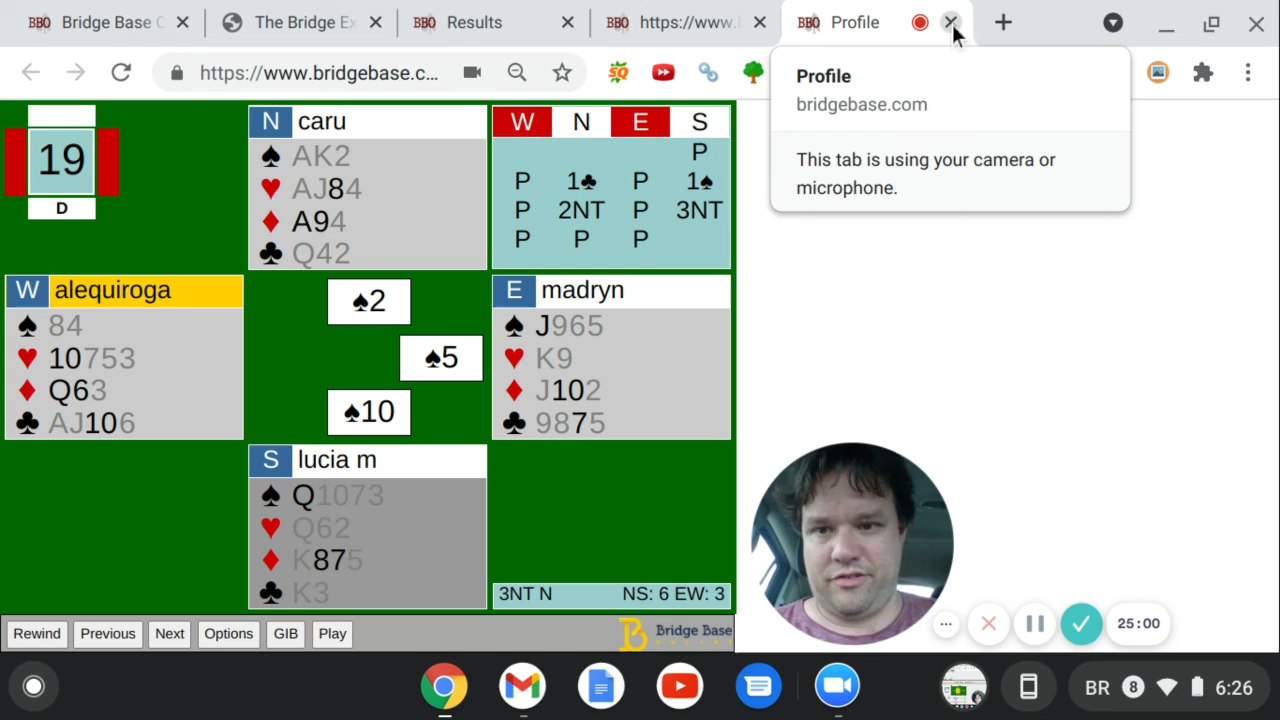 BBO Bridge Base C
The Bridge Ex
BBO Results
BBO https://www.b
BBO Profile
https://www.bridgebase.c...
SQ
Profile
bridgebase.com
This tab is using your camera or
microphone.
19
D
N caru
♠ AK2
♥ AJ84
♦ A94
♣ Q42
W N E S
P
P 1♣ P 1♠
P 2NT P 3NT
P P P
W alequiroga
♠ 84
♥ 10753
♦ Q63
♣ AJ106
♠2
♠5
♠10
E madryn
♠ J965
♥ K9
♦ J102
♣ 9875
S lucia m
♠ Q1073
♥ Q62
♦ K875
♣ K3
3NT N NS: 6 EW: 3
Rewind Previous Next Options GIB Play
Bridge Base
25:00
BR 8 6:26